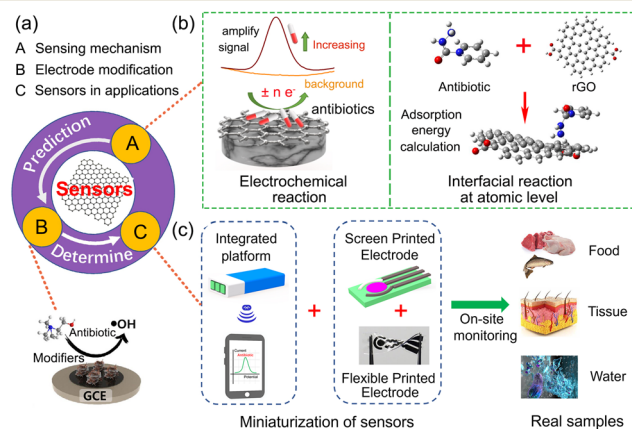 (a)
A Sensing mechanism
B Electrode modification
C Sensors in applications
Prediction
A
Sensors
B
C
Determine
Antibiotic
•OH
Modifiers
GCE
(b)
amplify
signal
Increasing
background
± n e-
antibiotics
Electrochemical
reaction
Antibiotic
+
rGO
Adsorption
energy
calculation
Interfacial reaction
at atomic level
(c)
Integrated
platform
Current
Antibiotic
Potential
+
Screen Printed
Electrode
+
Flexible Printed
Electrode
Miniaturization of sensors
On-site
monitoring
Food
Tissue
Water
Real samples